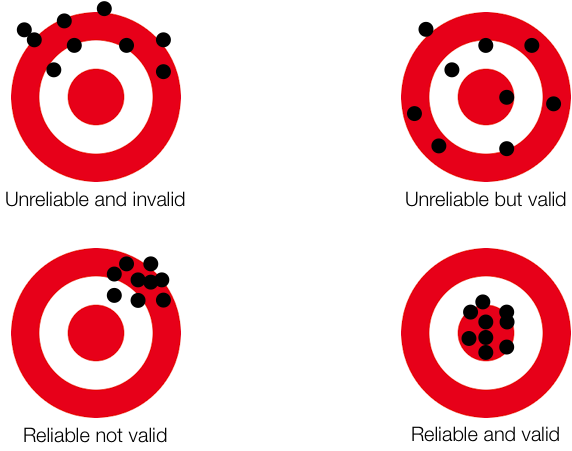 Unreliable and invalid
Unreliable but valid
Reliable not valid
Reliable and valid